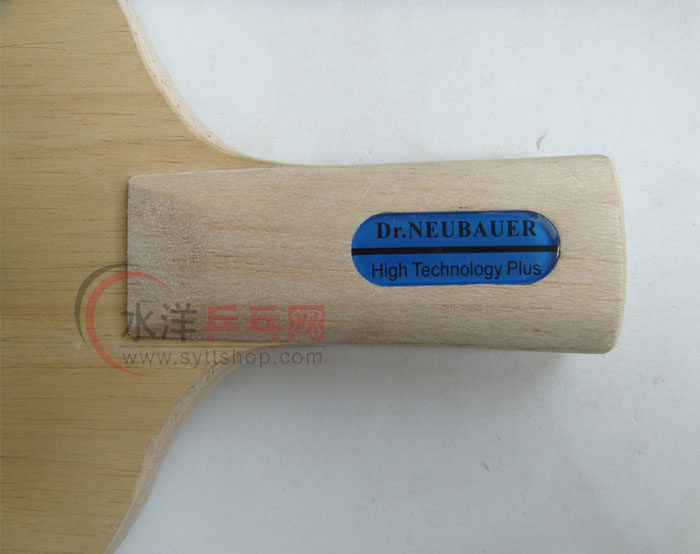 Dr.NEUBAUER
High Technology Plus
水洋乒乓网
www.syttshop.com